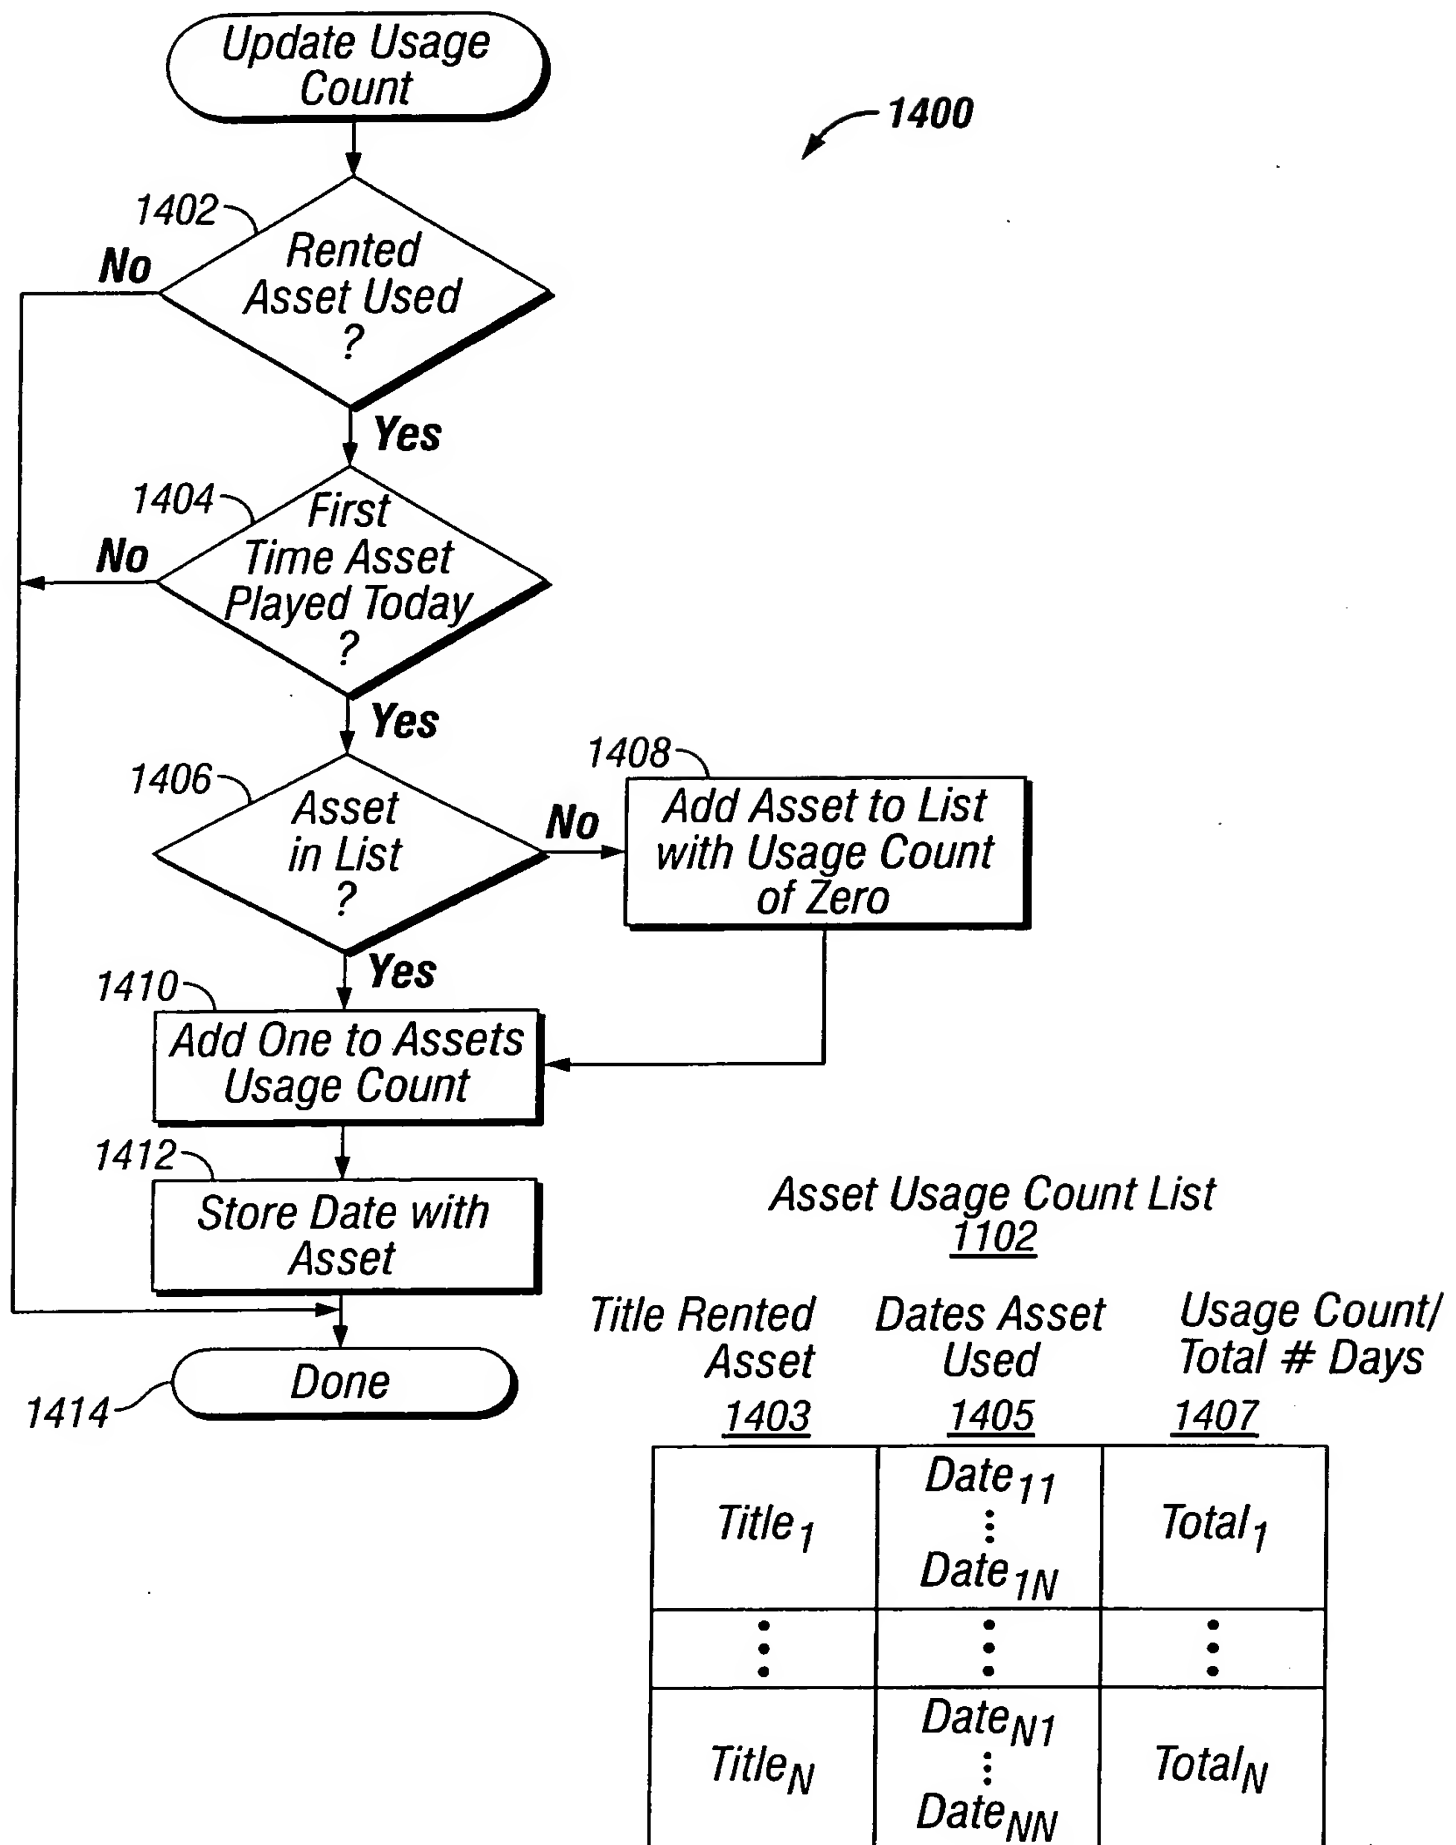 Update Usage
Count
1400
1402
No
Rented
Asset Used
?
Yes
1404
No
First
Time Asset
Played Today
?
Yes
1406
Asset
in List
?
No
1408
Add Asset to List
with Usage Count
of Zero
Yes
1410
Add One to Assets
Usage Count
1412
Store Date with
Asset
Done
1414
Asset Usage Count List
1102
Title Rented
Asset
1403
Dates Asset
Used
1405
Usage Count/
Total # Days
1407
Title1
Date11
Date1N
Total1
TitleN
DateN1
DateNN
TotalN